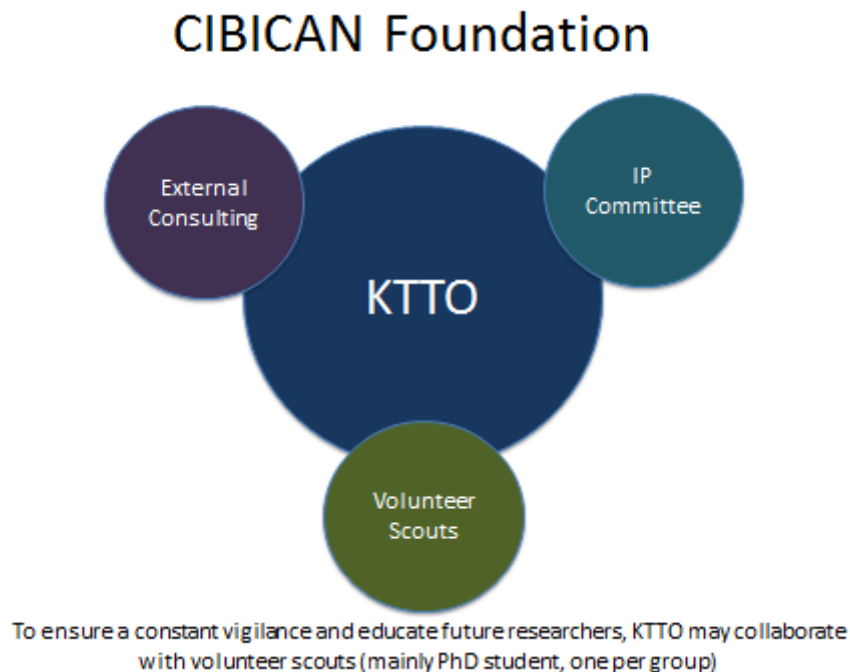 CIBICAN Foundation
External
Consulting
IP
Committee
KTTO
Volunteer
Scouts
To ensure a constant vigilance and educate future researchers, KTTO may collaborate
with volunteer scouts (mainly PhD student, one per group)